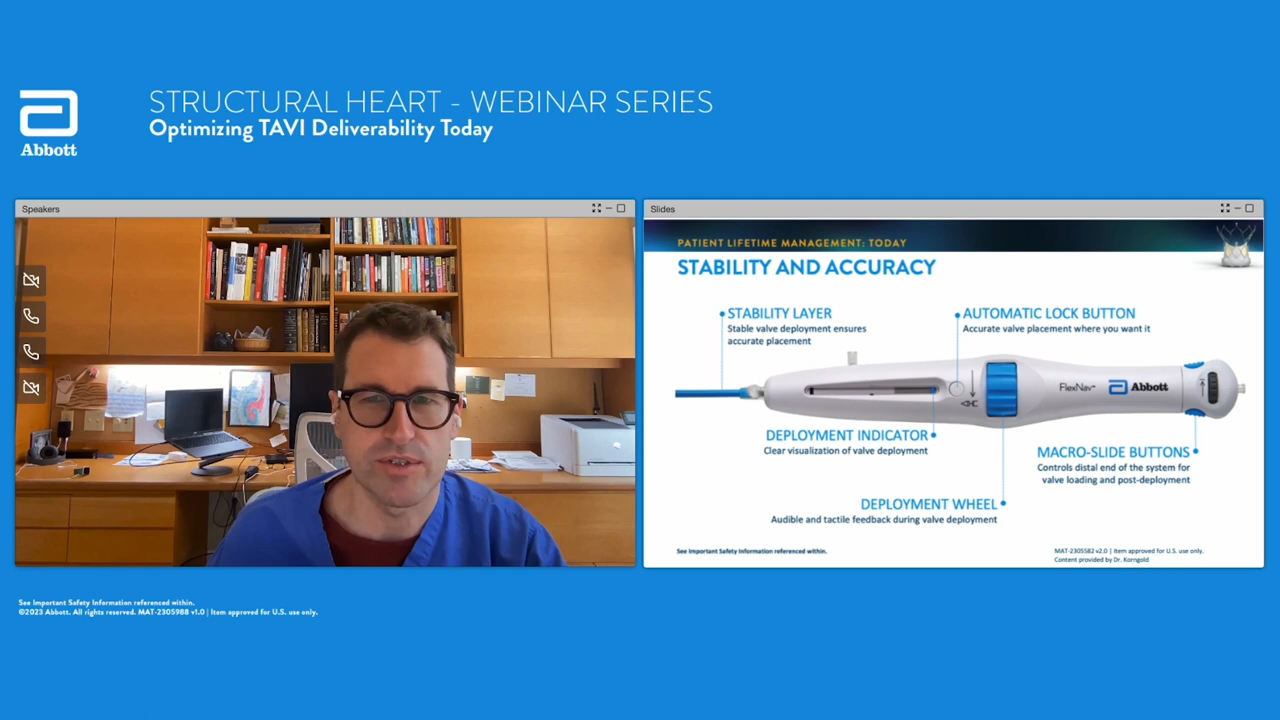 STRUCTURAL HEART - WEBINAR SERIES
Optimizing TAVI Deliverability Today
Abbott
Speakers
Slides
PATIENT LIFETIME MANAGEMENT: TODAY
STABILITY AND ACCURACY
STABILITY LAYER
Stable valve deployment ensures
accurate placement
AUTOMATIC LOCK BUTTON
Accurate valve placement where you want it
FlexNav™
Abbott
DEPLOYMENT INDICATOR
Clear visualization of valve deployment
MACRO-SLIDE BUTTONS
Controls distal end of the system for
valve loading and post-deployment
DEPLOYMENT WHEEL
Audible and tactile feedback during valve deployment
See Important Safety Information referenced within.
MAT-2305582 v2.0 | Item approved for U.S. use only.
Content provided by Dr. Korngold
See Important Safety Information referenced within.
©2023 Abbott. All rights reserved. MAT-2305988 v1.0 | Item approved for U.S. use only.